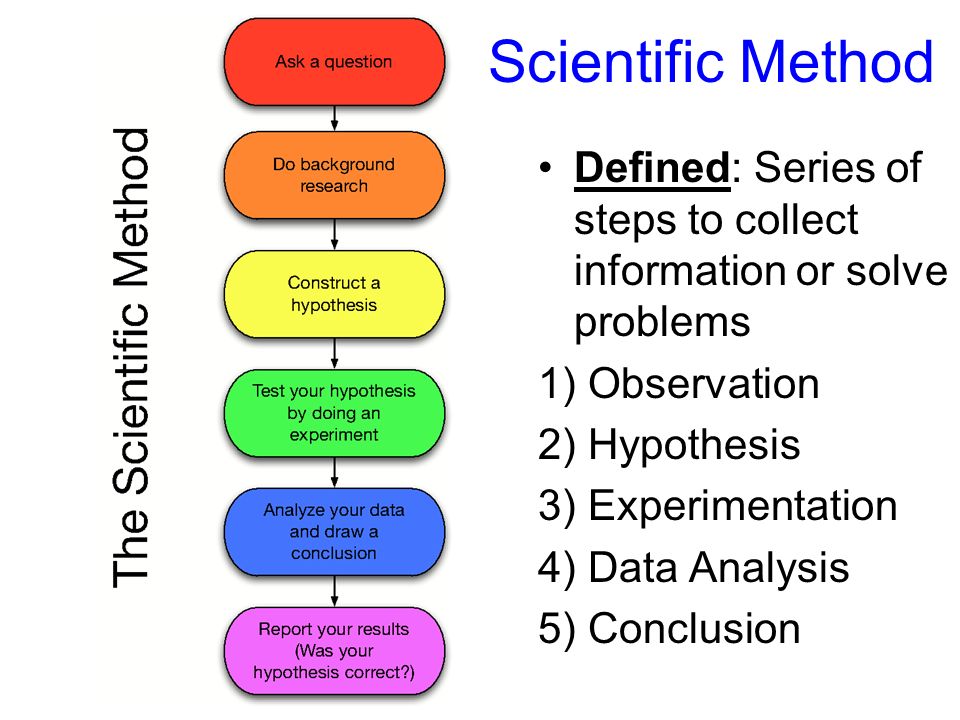 Scientific Method
The Scientific Method
Ask a question
Do background
research
Construct a
hypothesis
Test your hypothesis
by doing an
experiment
Analyze your data
and draw a
conclusion
Report your results
(Was your
hypothesis correct?)
• Defined: Series of
steps to collect
information or solve
problems
1) Observation
2) Hypothesis
3) Experimentation
4) Data Analysis
5) Conclusion